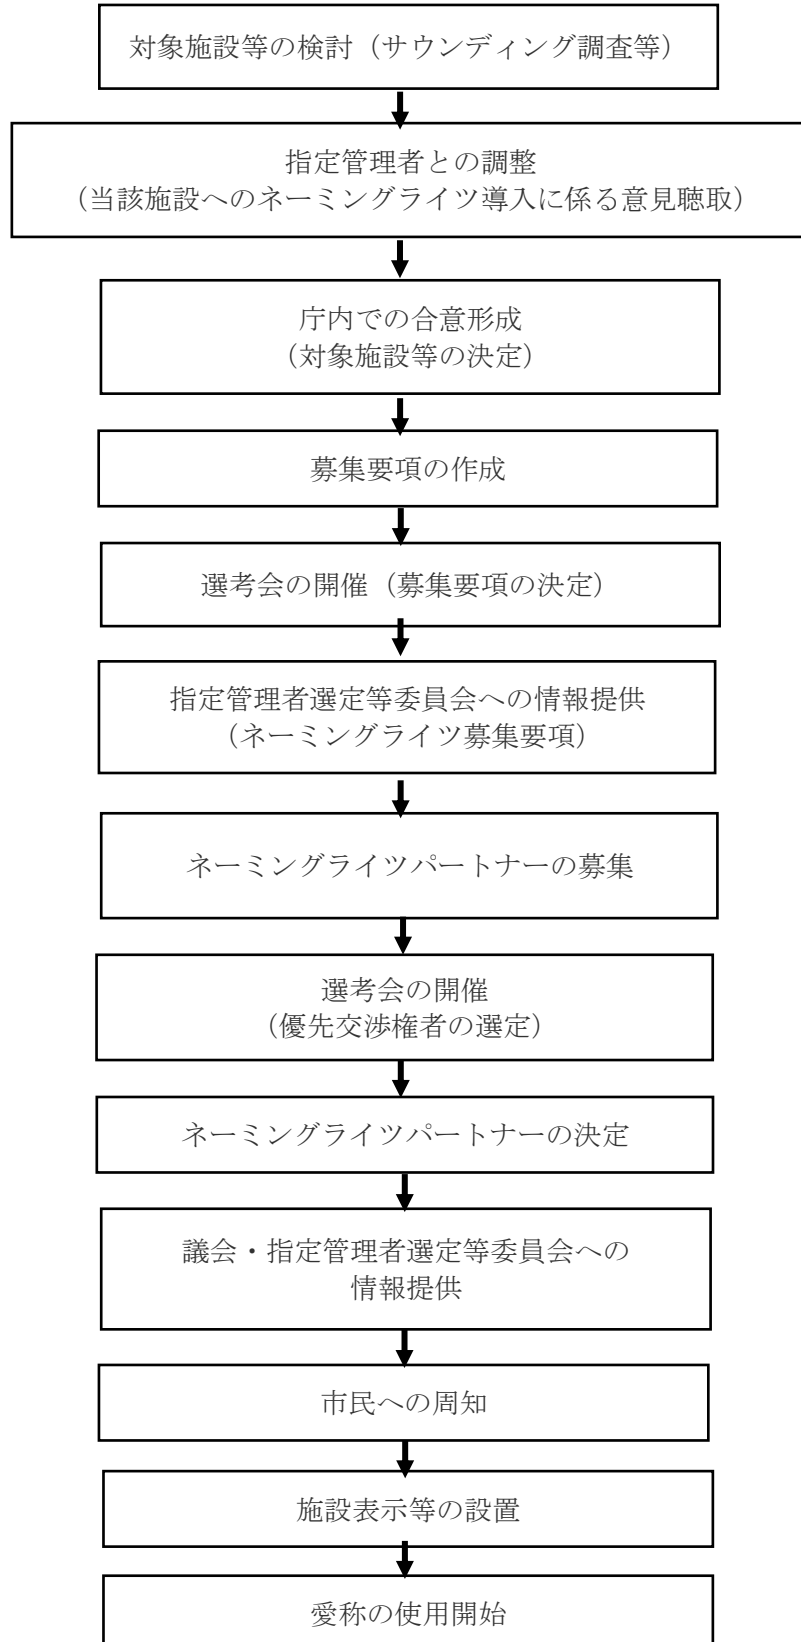 対象施設等の検討（サウンディング調査等）
指定管理者との調整
（当該施設へのネーミングライツ導入に係る意見聴取）
庁内での合意形成
（対象施設等の決定）
募集要項の作成
選考会の開催（募集要項の決定）
指定管理者選定等委員会への情報提供
（ネーミングライツ募集要項）
ネーミングライツパートナーの募集
選考会の開催
（優先交渉権者の選定）
ネーミングライツパートナーの決定
議会・指定管理者選定等委員会への
情報提供
市民への周知
施設表示等の設置
愛称の使用開始